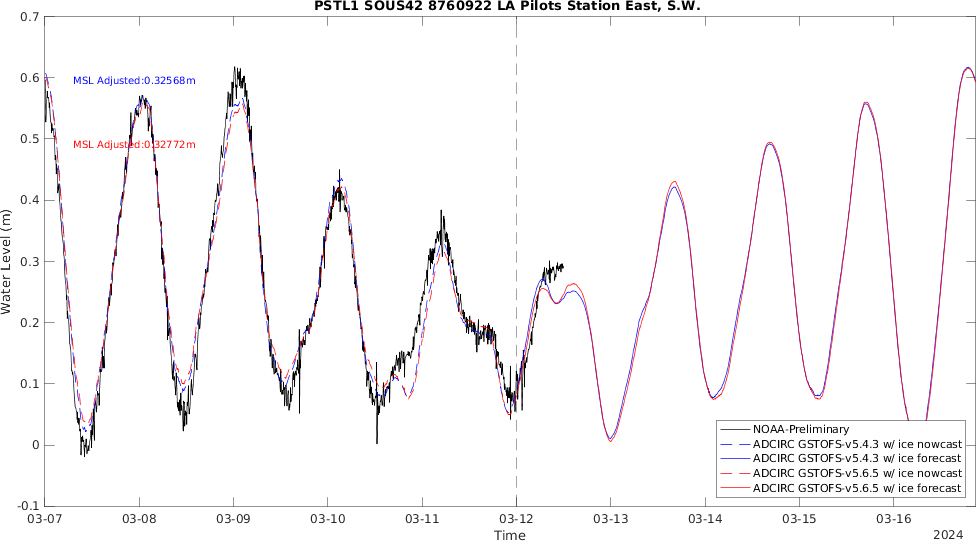 PSTL1 SOUS42 8760922 LA Pilots Station East, S.W.
0.7
0.6
0.5
0.4
0.3
0.2
0.1
0
-0.1
Water Level (m)
MSL Adjusted:0.32568m
MSL Adjusted:0.32772m
NOAA-Preliminary
ADCIRC GSTOFS-v5.4.3 w/ ice nowcast
ADCIRC GSTOFS-v5.4.3 w/ ice forecast
ADCIRC GSTOFS-v5.6.5 w/ ice nowcast
ADCIRC GSTOFS-v5.6.5 w/ ice forecast
03-07 03-08 03-09 03-10 03-11 03-12 03-13 03-14 03-15 03-16
Time
2024